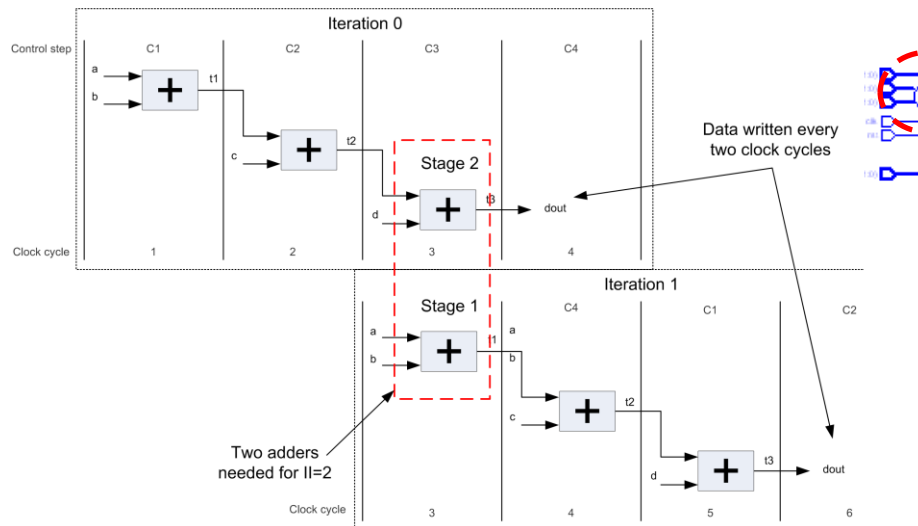 Iteration 0
Control step C1 C2 C3 C4
a
b
t1
c
t2
Stage 2
d
t3
dout
Data written every
two clock cycles
Clock cycle 1 2 3 4
Iteration 1
C4 C1 C2
Stage 1
a
b
t1
a
b
c
t2
d
t3
dout
Two adders
needed for II=2
Clock cycle 3 4 5 6
clk